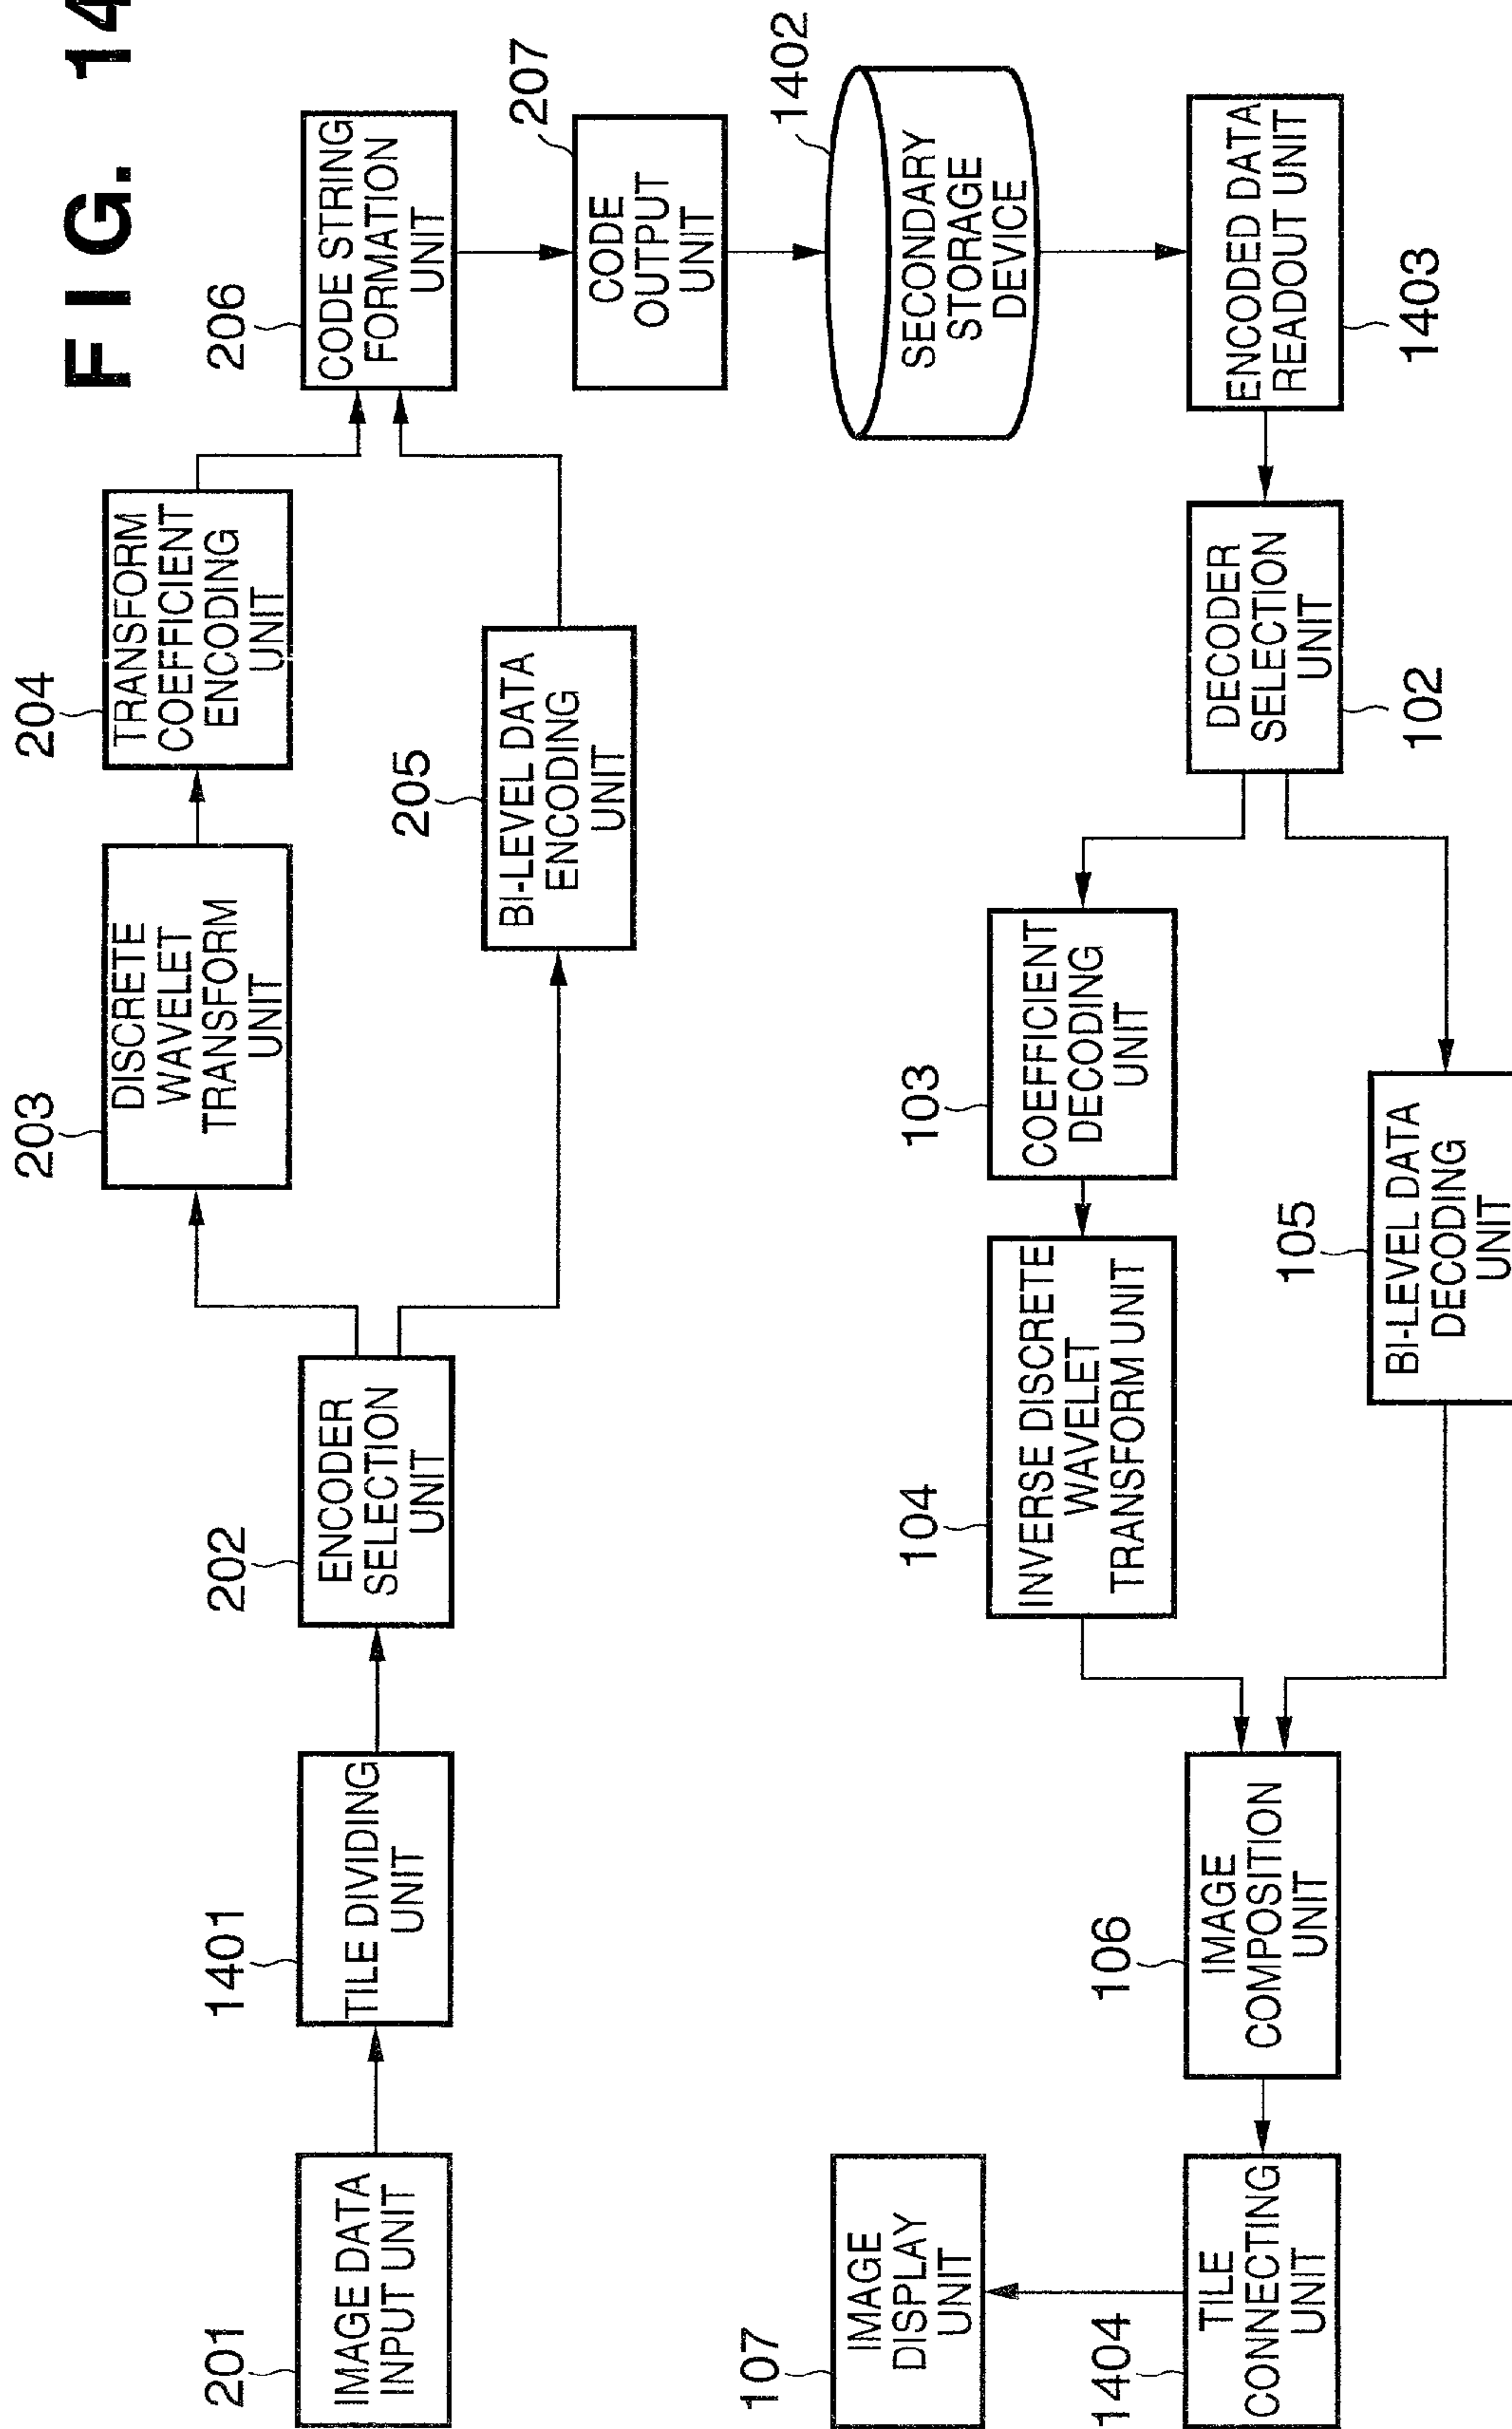 FIG. 14
201
IMAGE DATA
INPUT UNIT
1401
TILE DIVIDING
UNIT
202
ENCODER
SELECTION
UNIT
203
DISCRETE
WAVELET
TRANSFORM
UNIT
204
TRANSFORM
COEFFICIENT
ENCODING
UNIT
205
BI-LEVEL DATA
ENCODING
UNIT
206
CODE STRING
FORMATION
UNIT
207
CODE
OUTPUT
UNIT
1402
SECONDARY
STORAGE
DEVICE
ENCODED DATA
READOUT UNIT
1403
DECODER
SELECTION
UNIT
102
103
COEFFICIENT
DECODING
UNIT
104
INVERSE DISCRETE
WAVELET
TRANSFORM UNIT
105
BI-LEVEL DATA
DECODING
UNIT
106
IMAGE
COMPOSITION
UNIT
1404
TILE
CONNECTING
UNIT
107
IMAGE
DISPLAY
UNIT